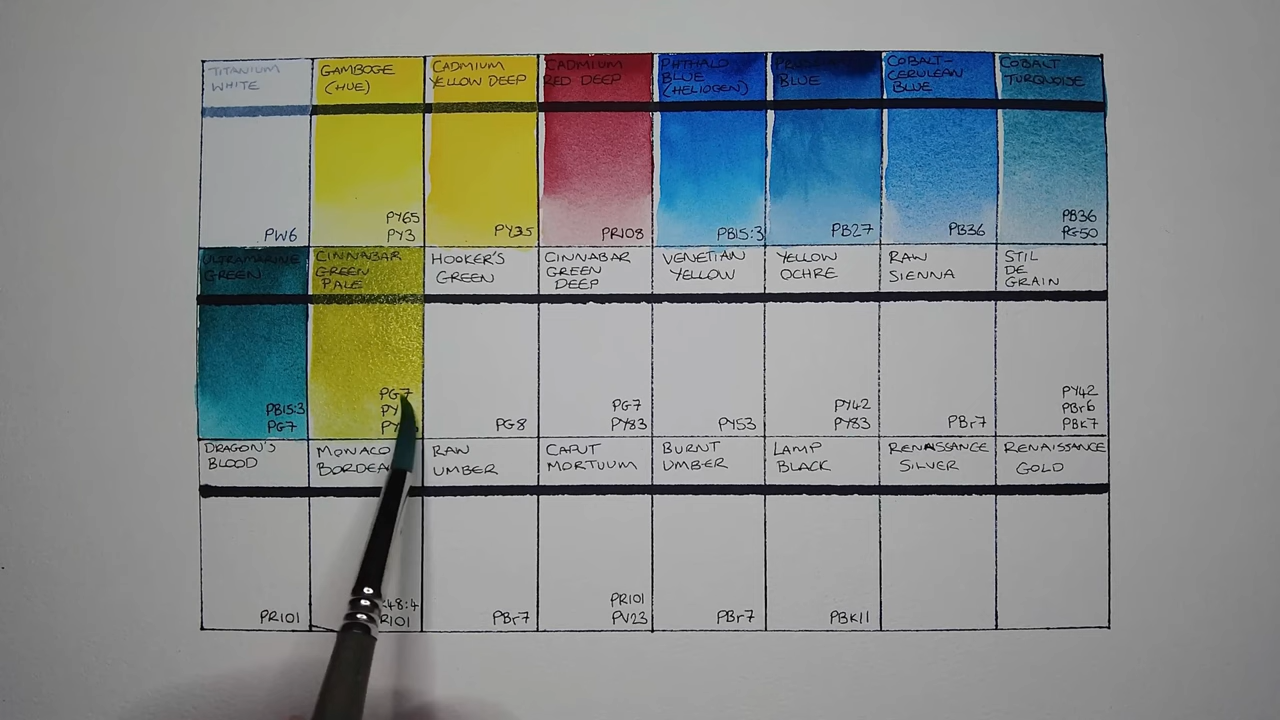 TITANIUM
WHITE
PW6
GAMBOGE
(HUE)
PY65
PY3
CADMIUM
YELLOW DEEP
PY35
CADMIUM
RED DEEP
PR108
PHTHALO
BLUE
(HELIOGEN)
PB15:3
PRUSSIAN
BLUE
PB27
COBALT-
CERULEAN
BLUE
PB36
COBALT
TURQUOISE
PB36
PG50
ULTRAMARINE
GREEN
PB15:3
PG7
CINNABAR
GREEN
PALE
PG7
HOOKER'S
GREEN
PG8
CINNABAR
GREEN
DEEP
PG7
PY83
VENETIAN
YELLOW
PY53
YELLOW
OCHRE
PY42
PY83
RAW
SIENNA
PBr7
STIL
DE
GRAIN
PY42
PBr6
PBK7
DRAGON'S
BLOOD
PR101
MONACO
RAW
UMBER
PBr7
CAPUT
MORTUUM
PR101
PV23
BURNT
UMBER
PBr7
LAMP
BLACK
PBK11
RENAISSANCE
SILVER
RENAISSANCE
GOLD